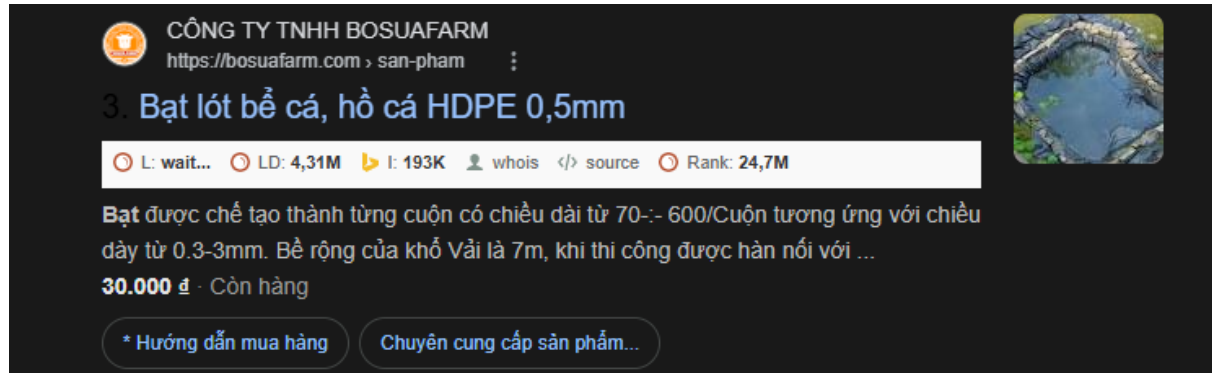 CÔNG TY TNHH BOSUAFARM
https://bosuafarm.com › san-pham
3. Bạt lót bể cá, hồ cá HDPE 0,5mm
L: wait... LD: 4,31M I: 193K whois </> source Rank: 24,7M
Bạt được chế tạo thành từng cuộn có chiều dài từ 70-:- 600/Cuộn tương ứng với chiều
dày từ 0.3-3mm. Bề rộng của khổ Vải là 7m, khi thi công được hàn nối với ...
30.000 ₫ · Còn hàng
* Hướng dẫn mua hàng
Chuyên cung cấp sản phẩm...